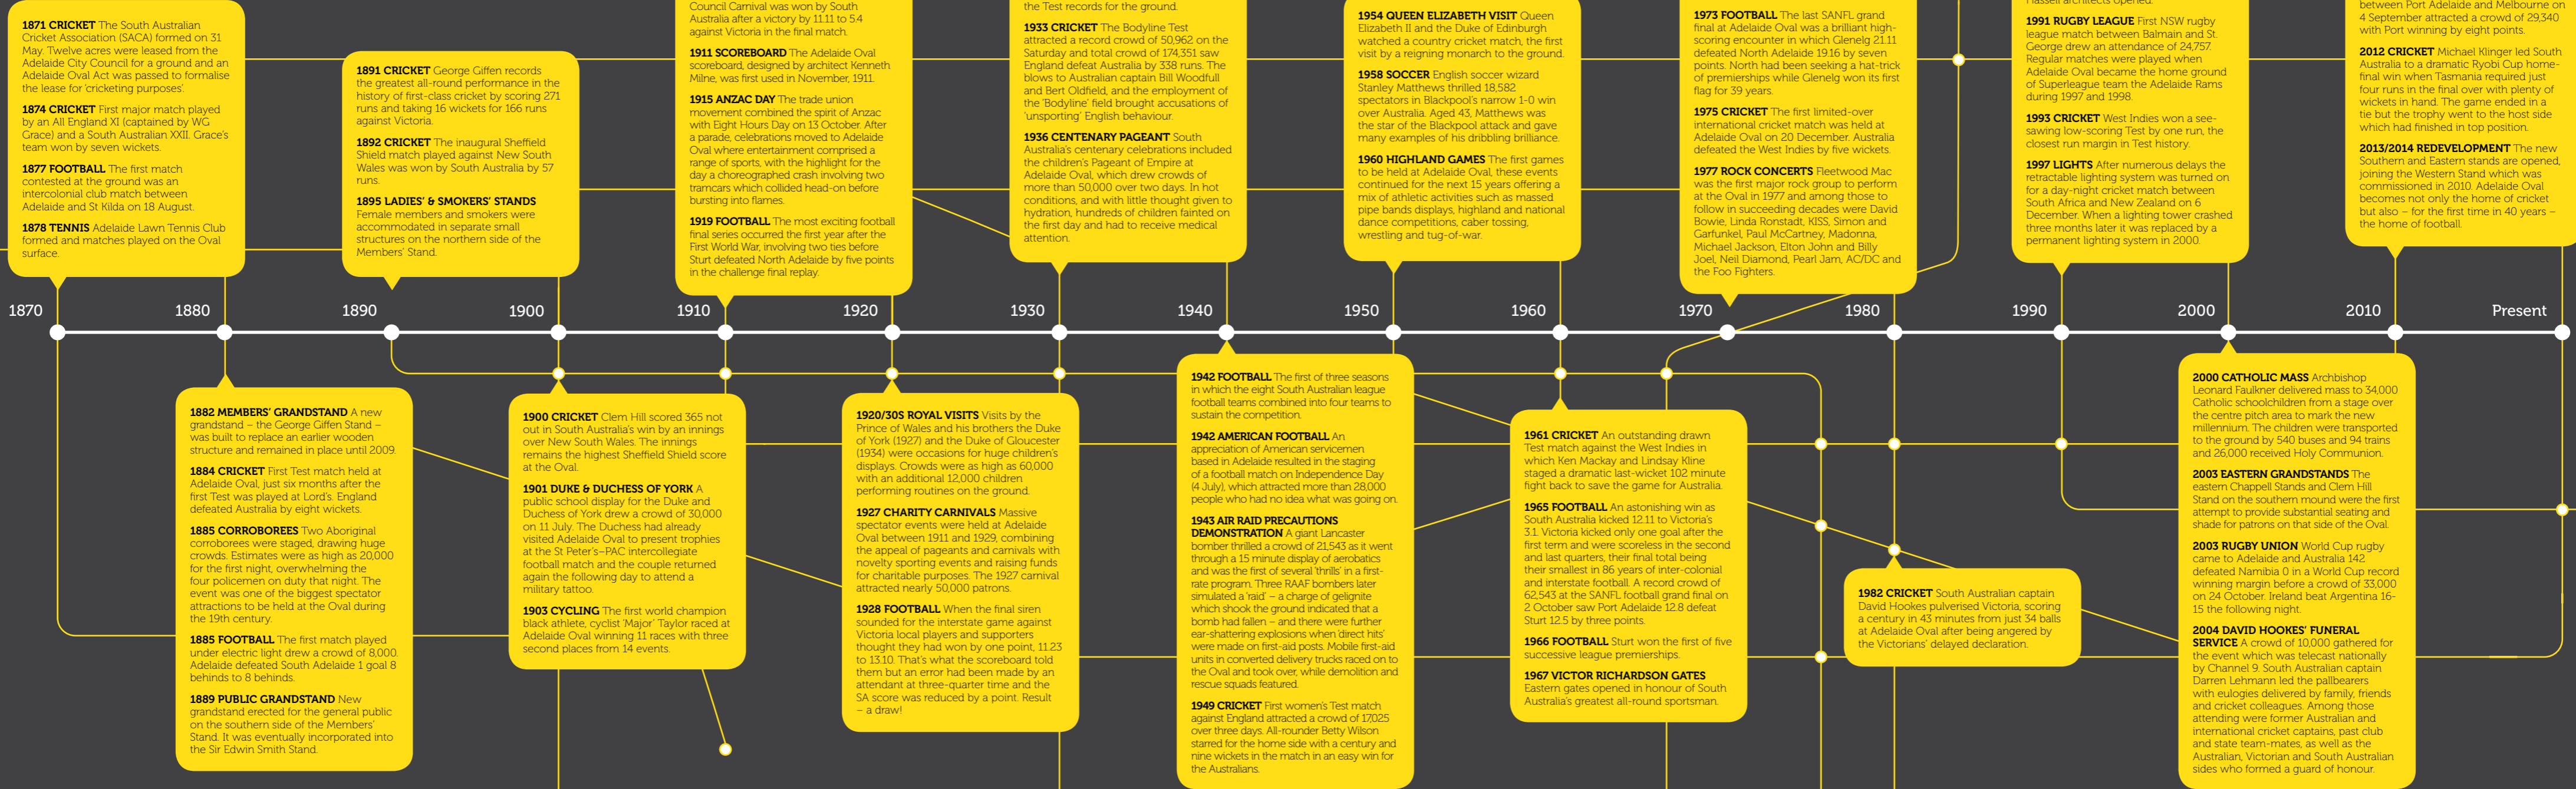 1871 CRICKET The South Australian
Cricket Association (SACA) formed on 31
May. Twelve acres were leased from the
Adelaide City Council for a ground and an
Adelaide Oval Act was passed to formalise
the lease for 'cricketing purposes'.
1874 CRICKET First major match played
by an All England XI (captained by WG
Grace) and a South Australian XXII. Grace's
team won by seven wickets.
1877 FOOTBALL The first match
contested at the ground was an
intercolonial club match between
Adelaide and St Kilda on 18 August.
1878 TENNIS Adelaide Lawn Tennis Club
formed and matches played on the Oval
surface.
1891 CRICKET George Giffen records
the greatest all-round performance in the
history of first-class cricket by scoring 271
runs and taking 16 wickets for 166 runs
against Victoria.
1892 CRICKET The inaugural Sheffield
Shield match played against New South
Wales was won by South Australia by 57
runs.
1895 LADIES' & SMOKERS' STANDS
Female members and smokers were
accommodated in separate small
structures on the northern side of the
Members' Stand.
Council Carnival was won by South
Australia after a victory by 11.11 to 5.4
against Victoria in the final match.
1911 SCOREBOARD The Adelaide Oval
scoreboard, designed by architect Kenneth
Milne, was first used in November, 1911.
1915 ANZAC DAY The trade union
movement combined the spirit of Anzac
with Eight Hours Day on 13 October. After
a parade, celebrations moved to Adelaide
Oval where entertainment comprised a
range of sports, with the highlight for the
day a choreographed crash involving two
tramcars which collided head-on before
bursting into flames.
1919 FOOTBALL The most exciting football
final series occurred the first year after the
First World War, involving two ties before
Sturt defeated North Adelaide by five points
in the challenge final replay.
the Test records for the ground.
1933 CRICKET The Bodyline Test
attracted a record crowd of 50,962 on the
Saturday and total crowd of 174,351 saw
England defeat Australia by 338 runs. The
blows to Australian captain Bill Woodfull
and Bert Oldfield, and the employment of
the 'Bodyline' field brought accusations of
'unsporting' English behaviour.
1936 CENTENARY PAGEANT South
Australia's centenary celebrations included
the children's Pageant of Empire at
Adelaide Oval, which drew crowds of
more than 50,000 over two days. In hot
conditions, and with little thought given to
hydration, hundreds of children fainted on
the first day and had to receive medical
attention.
1954 QUEEN ELIZABETH VISIT Queen
Elizabeth II and the Duke of Edinburgh
watched a country cricket match, the first
visit by a reigning monarch to the ground.
1958 SOCCER English soccer wizard
Stanley Matthews thrilled 18,582
spectators in Blackpool's narrow 1-0 win
over Australia. Aged 43, Matthews was
the star of the Blackpool attack and gave
many examples of his dribbling brilliance.
1960 HIGHLAND GAMES The first games
to be held at Adelaide Oval, these events
continued for the next 15 years offering a
mix of athletic activities such as massed
pipe bands displays, highland and national
dance competitions, caber tossing,
wrestling and tug-of-war.
1973 FOOTBALL The last SANFL grand
final at Adelaide Oval was a brilliant high-
scoring encounter in which Glenelg 21.11
defeated North Adelaide 19.16 by seven
points. North had been seeking a hat-trick
of premierships while Glenelg won its first
flag for 39 years.
1975 CRICKET The first limited-over
international cricket match was held at
Adelaide Oval on 20 December. Australia
defeated the West Indies by five wickets.
1977 ROCK CONCERTS Fleetwood Mac
was the first major rock group to perform
at the Oval in 1977 and among those to
follow in succeeding decades were David
Bowie, Linda Ronstadt, KISS, Simon and
Garfunkel, Paul McCartney, Madonna,
Michael Jackson, Elton John and Billy
Joel, Neil Diamond, Pearl Jam, AC/DC and
the Foo Fighters.
Hassell architects opened.
1991 RUGBY LEAGUE First NSW rugby
league match between Balmain and St.
George drew an attendance of 24,757.
Regular matches were played when
Adelaide Oval became the home ground
of Superleague team the Adelaide Rams
during 1997 and 1998.
1993 CRICKET West Indies won a see-
sawing low-scoring Test by one run, the
closest run margin in Test history.
1997 LIGHTS After numerous delays the
retractable lighting system was turned on
for a day-night cricket match between
South Africa and New Zealand on 6
December. When a lighting tower crashed
three months later it was replaced by a
permanent lighting system in 2000.
between Port Adelaide and Melbourne on
4 September attracted a crowd of 29,340
with Port winning by eight points.
2012 CRICKET Michael Klinger led South
Australia to a dramatic Ryobi Cup home-
final win when Tasmania required just
four runs in the final over with plenty of
wickets in hand. The game ended in a
tie but the trophy went to the host side
which had finished in top position.
2013/2014 REDEVELOPMENT The new
Southern and Eastern stands are opened,
joining the Western Stand which was
commissioned in 2010. Adelaide Oval
becomes not only the home of cricket
but also – for the first time in 40 years –
the home of football.
1870
1880
1890
1900
1910
1920
1930
1940
1950
1960
1970
1980
1990
2000
2010
Present
1882 MEMBERS' GRANDSTAND A new
grandstand – the George Giffen Stand –
was built to replace an earlier wooden
structure and remained in place until 2009.
1884 CRICKET First Test match held at
Adelaide Oval, just six months after the
first Test was played at Lord's. England
defeated Australia by eight wickets.
1885 CORROBOREES Two Aboriginal
corroborees were staged, drawing huge
crowds. Estimates were as high as 20,000
for the first night, overwhelming the
four policemen on duty that night. The
event was one of the biggest spectator
attractions to be held at the Oval during
the 19th century.
1885 FOOTBALL The first match played
under electric light drew a crowd of 8,000.
Adelaide defeated South Adelaide 1 goal 8
behinds to 8 behinds.
1889 PUBLIC GRANDSTAND New
grandstand erected for the general public
on the southern side of the Members'
Stand. It was eventually incorporated into
the Sir Edwin Smith Stand.
1900 CRICKET Clem Hill scored 365 not
out in South Australia's win by an innings
over New South Wales. The innings
remains the highest Sheffield Shield score
at the Oval.
1901 DUKE & DUCHESS OF YORK A
public school display for the Duke and
Duchess of York drew a crowd of 30,000
on 11 July. The Duchess had already
visited Adelaide Oval to present trophies
at the St Peter's–PAC intercollegiate
football match and the couple returned
again the following day to attend a
military tattoo.
1903 CYCLING The first world champion
black athlete, cyclist 'Major' Taylor raced at
Adelaide Oval winning 11 races with three
second places from 14 events.
1920/30S ROYAL VISITS Visits by the
Prince of Wales and his brothers the Duke
of York (1927) and the Duke of Gloucester
(1934) were occasions for huge children's
displays. Crowds were as high as 60,000
with an additional 12,000 children
performing routines on the ground.
1927 CHARITY CARNIVALS Massive
spectator events were held at Adelaide
Oval between 1911 and 1929, combining
the appeal of pageants and carnivals with
novelty sporting events and raising funds
for charitable purposes. The 1927 carnival
attracted nearly 50,000 patrons.
1928 FOOTBALL When the final siren
sounded for the interstate game against
Victoria local players and supporters
thought they had won by one point, 11.23
to 13.10. That's what the scoreboard told
them but an error had been made by an
attendant at three-quarter time and the
SA score was reduced by a point. Result
– a draw!
1942 FOOTBALL The first of three seasons
in which the eight South Australian league
football teams combined into four teams to
sustain the competition.
1942 AMERICAN FOOTBALL An
appreciation of American servicemen
based in Adelaide resulted in the staging
of a football match on Independence Day
(4 July), which attracted more than 28,000
people who had no idea what was going on.
1943 AIR RAID PRECAUTIONS
DEMONSTRATION A giant Lancaster
bomber thrilled a crowd of 21,543 as it went
through a 15 minute display of aerobatics
and was the first of several 'thrills' in a first-
rate program. Three RAAF bombers later
simulated a 'raid' – a charge of gelignite
which shook the ground indicated that a
bomb had fallen – and there were further
ear-shattering explosions when 'direct hits'
were made on first-aid posts. Mobile first-aid
units in converted delivery trucks raced on to
the Oval and took over, while demolition and
rescue squads featured.
1949 CRICKET First women's Test match
against England attracted a crowd of 17,025
over three days. All-rounder Betty Wilson
starred for the home side with a century and
nine wickets in the match in an easy win for
the Australians.
1961 CRICKET An outstanding drawn
Test match against the West Indies in
which Ken Mackay and Lindsay Kline
staged a dramatic last-wicket 102 minute
fight back to save the game for Australia.
1965 FOOTBALL An astonishing win as
South Australia kicked 12.11 to Victoria's
3.1. Victoria kicked only one goal after the
first term and were scoreless in the second
and last quarters, their final total being
their smallest in 86 years of inter-colonial
and interstate football. A record crowd of
62,543 at the SANFL football grand final on
2 October saw Port Adelaide 12.8 defeat
Sturt 12.5 by three points.
1966 FOOTBALL Sturt won the first of five
successive league premierships.
1967 VICTOR RICHARDSON GATES
Eastern gates opened in honour of South
Australia's greatest all-round sportsman.
1982 CRICKET South Australian captain
David Hookes pulverised Victoria, scoring
a century in 43 minutes from just 34 balls
at Adelaide Oval after being angered by
the Victorians' delayed declaration.
2000 CATHOLIC MASS Archbishop
Leonard Faulkner delivered mass to 34,000
Catholic schoolchildren from a stage over
the centre pitch area to mark the new
millennium. The children were transported
to the ground by 540 buses and 94 trains
and 26,000 received Holy Communion.
2003 EASTERN GRANDSTANDS The
eastern Chappell Stands and Clem Hill
Stand on the southern mound were the first
attempt to provide substantial seating and
shade for patrons on that side of the Oval.
2003 RUGBY UNION World Cup rugby
came to Adelaide and Australia 142
defeated Namibia 0 in a World Cup record
winning margin before a crowd of 33,000
on 24 October. Ireland beat Argentina 16-
15 the following night.
2004 DAVID HOOKES' FUNERAL
SERVICE A crowd of 10,000 gathered for
the event which was telecast nationally
by Channel 9. South Australian captain
Darren Lehmann led the pallbearers
with eulogies delivered by family, friends
and cricket colleagues. Among those
attending were former Australian and
international cricket captains, past club
and state team-mates, as well as the
Australian, Victorian and South Australian
sides who formed a guard of honour.